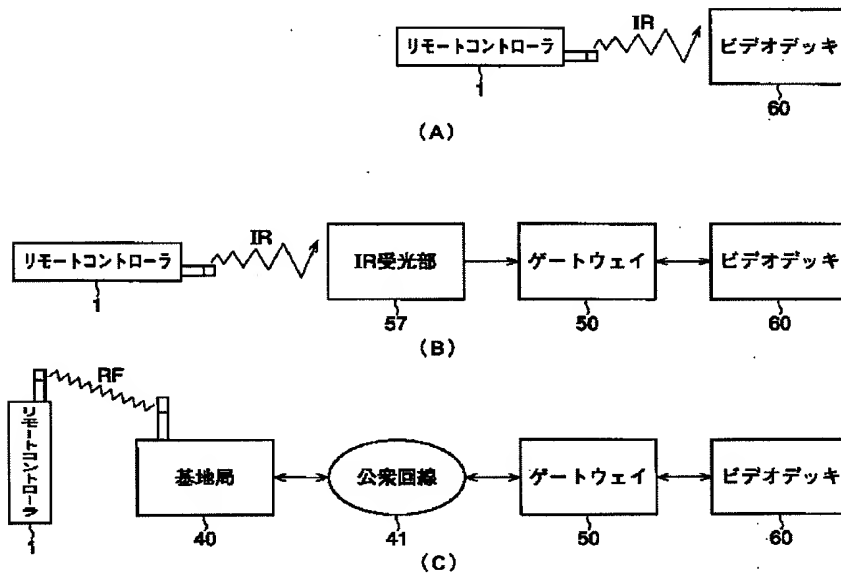 IR
リモートコントローラ
ビデオデッキ
1
60
(A)
IR
リモートコントローラ
IR受光部
ゲートウェイ
ビデオデッキ
1
57
50
60
(B)
RF
リモートコントローラ
基地局
公衆回線
ゲートウェイ
ビデオデッキ
1
40
41
50
60
(C)